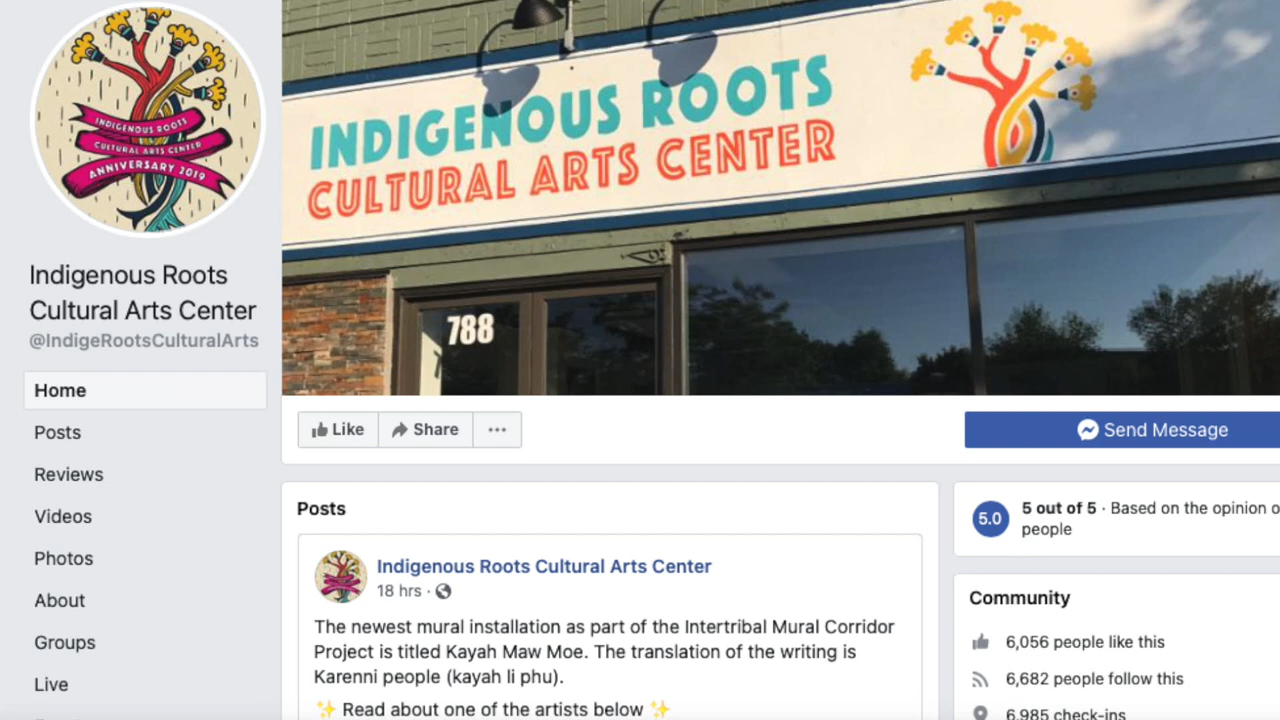 INDIGENOUS ROOTS
CULTURAL ARTS CENTER
ANNIVERSARY 2019
Indigenous Roots
Cultural Arts Center
@IndigeRootsCulturalArts
Home
Posts
Reviews
Videos
Photos
About
Groups
Live
INDIGENOUS ROOTS
CULTURAL ARTS CENTER
788
Like
Share
Send Message
Posts
Indigenous Roots Cultural Arts Center
18 hrs ·
The newest mural installation as part of the Intertribal Mural Corridor
Project is titled Kayah Maw Moe. The translation of the writing is
Karenni people (kayah li phu).
✨ Read about one of the artists below ✨
5.0
5 out of 5 · Based on the opinion
people
Community
6,056 people like this
6,682 people follow this
6,985 check-ins